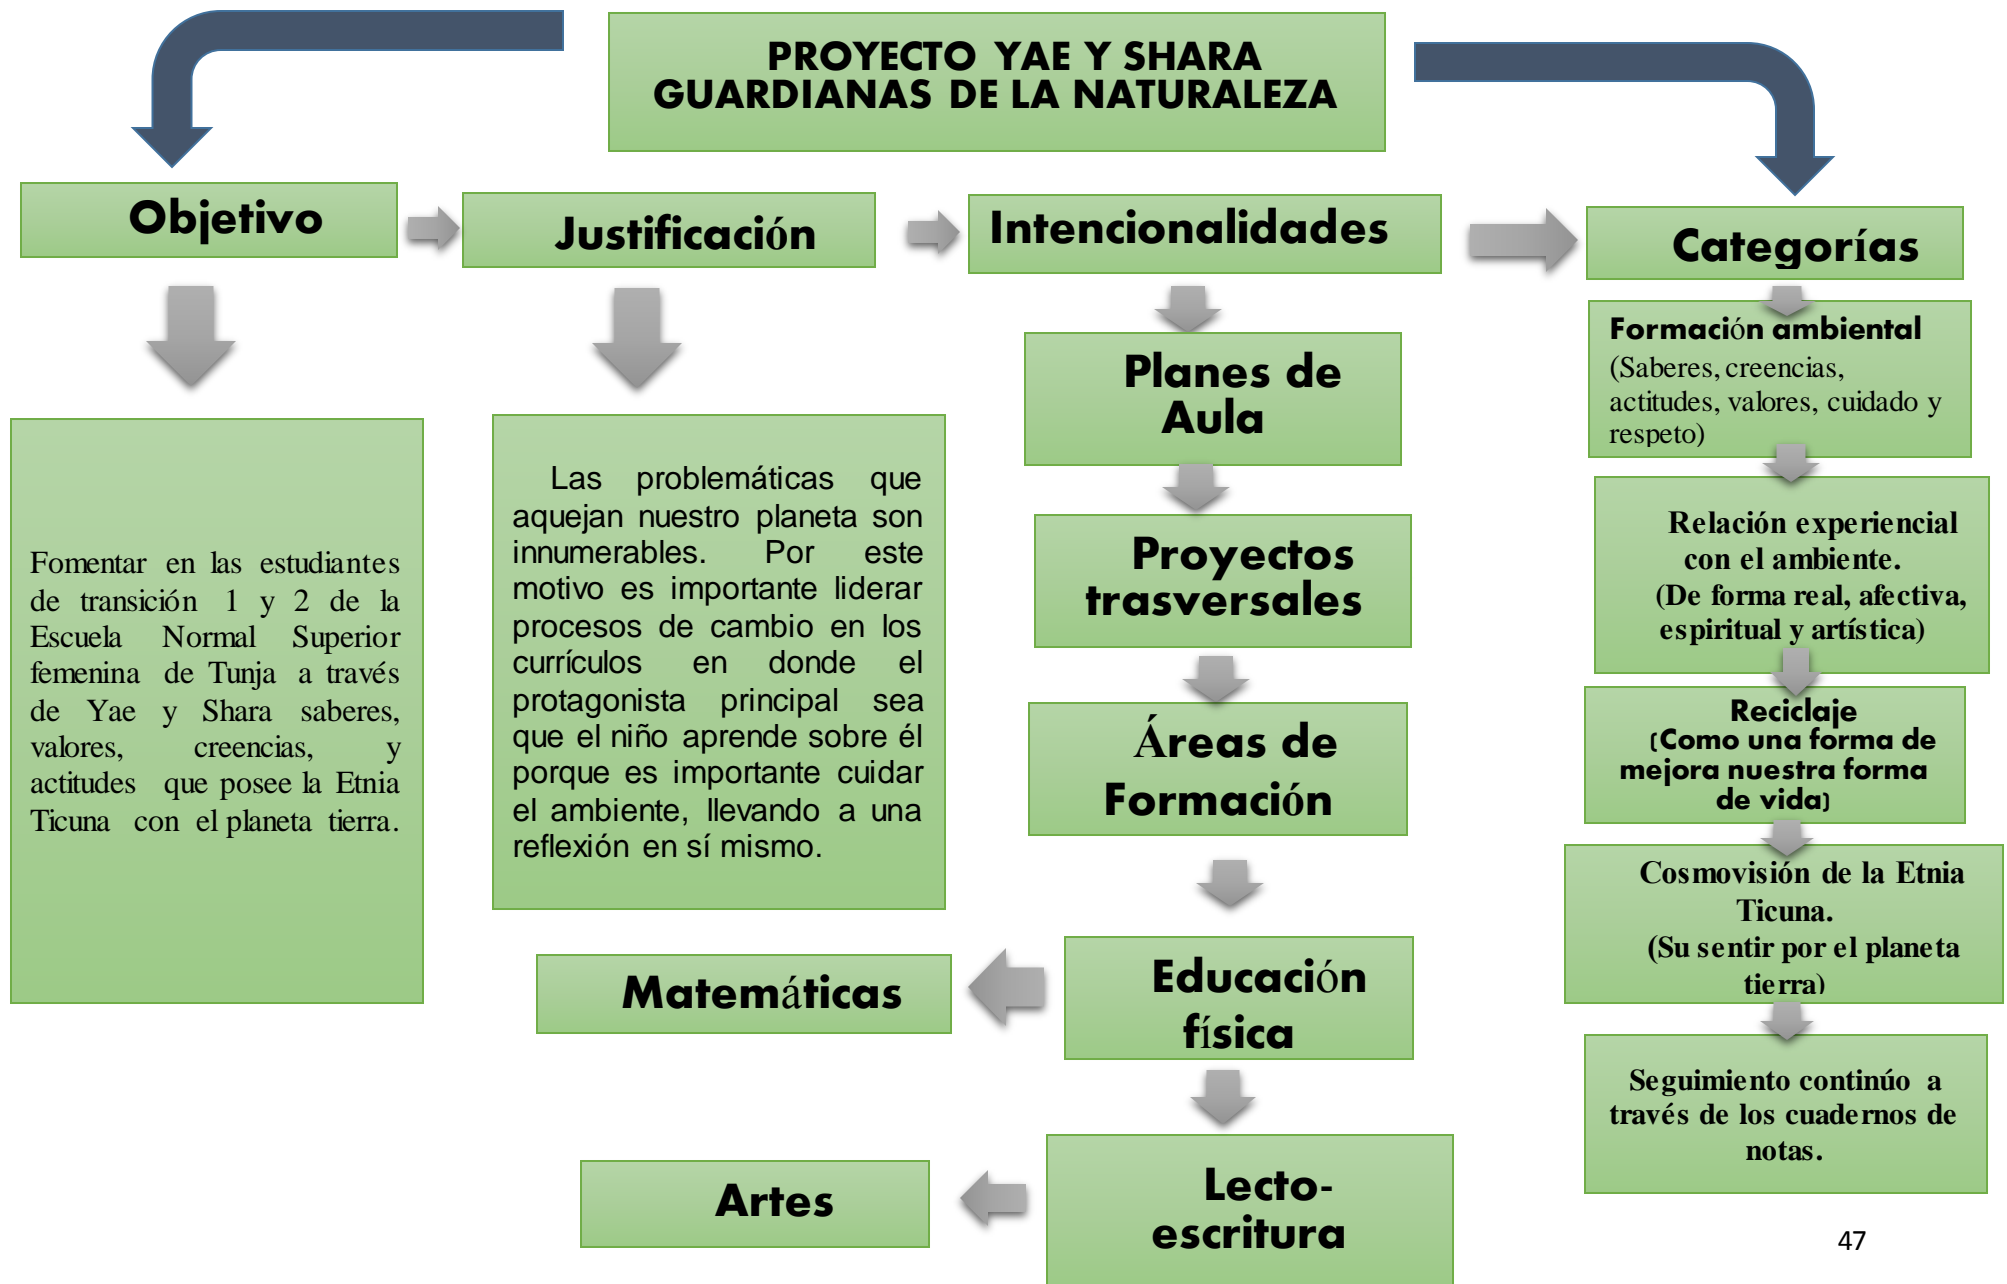 PROYECTO YAE Y SHARA
GUARDIANAS DE LA NATURALEZA
Objetivo
Justificación
Intencionalidades
Categorías
Fomentar en las estudiantes
de transición 1 y 2 de la
Escuela Normal Superior
femenina de Tunja a través
de Yae y Shara saberes,
valores, creencias, y
actitudes que posee la Etnia
Ticuna con el planeta tierra.
Las problemáticas que
aquejan nuestro planeta son
innumerables. Por este
motivo es importante liderar
procesos de cambio en los
currículos en donde el
protagonista principal sea
que el niño aprende sobre él
porque es importante cuidar
el ambiente, llevando a una
reflexión en sí mismo.
Planes de
Aula
Proyectos
trasversales
Áreas de
Formación
Educación
física
Matemáticas
Lecto-
escritura
Artes
Formación ambiental
(Saberes, creencias,
actitudes, valores, cuidado y
respeto)
Relación experiencial
con el ambiente.
(De forma real, afectiva,
espiritual y artística)
Reciclaje
(Como una forma de
mejora nuestra forma
de vida)
Cosmovisión de la Etnia
Ticuna.
(Su sentir por el planeta
tierra)
Seguimiento continúo a
través de los cuadernos de
notas.
47